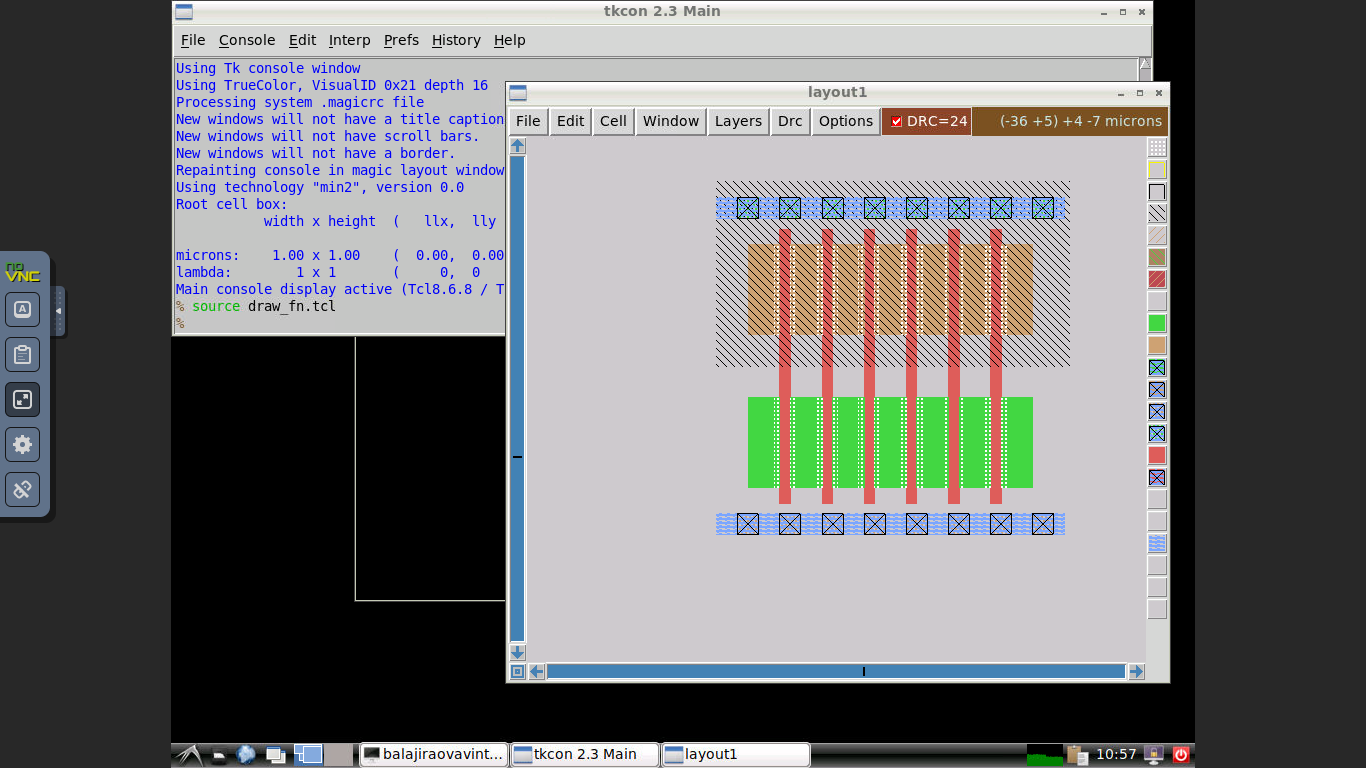 tkcon 2.3 Main
File Console Edit Interp Prefs History Help
Using Tk console window
Using TrueColor, VisualID 0x21 depth 16
Processing system .magicrc file
New windows will not have a title caption
New windows will not have scroll bars.
New windows will not have a border.
Repainting console in magic layout window
Using technology "min2", version 0.0
Root cell box:
width x height ( llx, lly
microns: 1.00 x 1.00 ( 0.00, 0.00
lambda: 1 x 1 ( 0, 0
Main console display active (Tcl8.6.8 / T
% source draw_fn.tcl
%
layout1
File Edit Cell Window Layers Drc Options DRC=24 (-36 +5) +4 -7 microns
no
VNC
A
balajiraovavint...
tkcon 2.3 Main
layout1
10:57